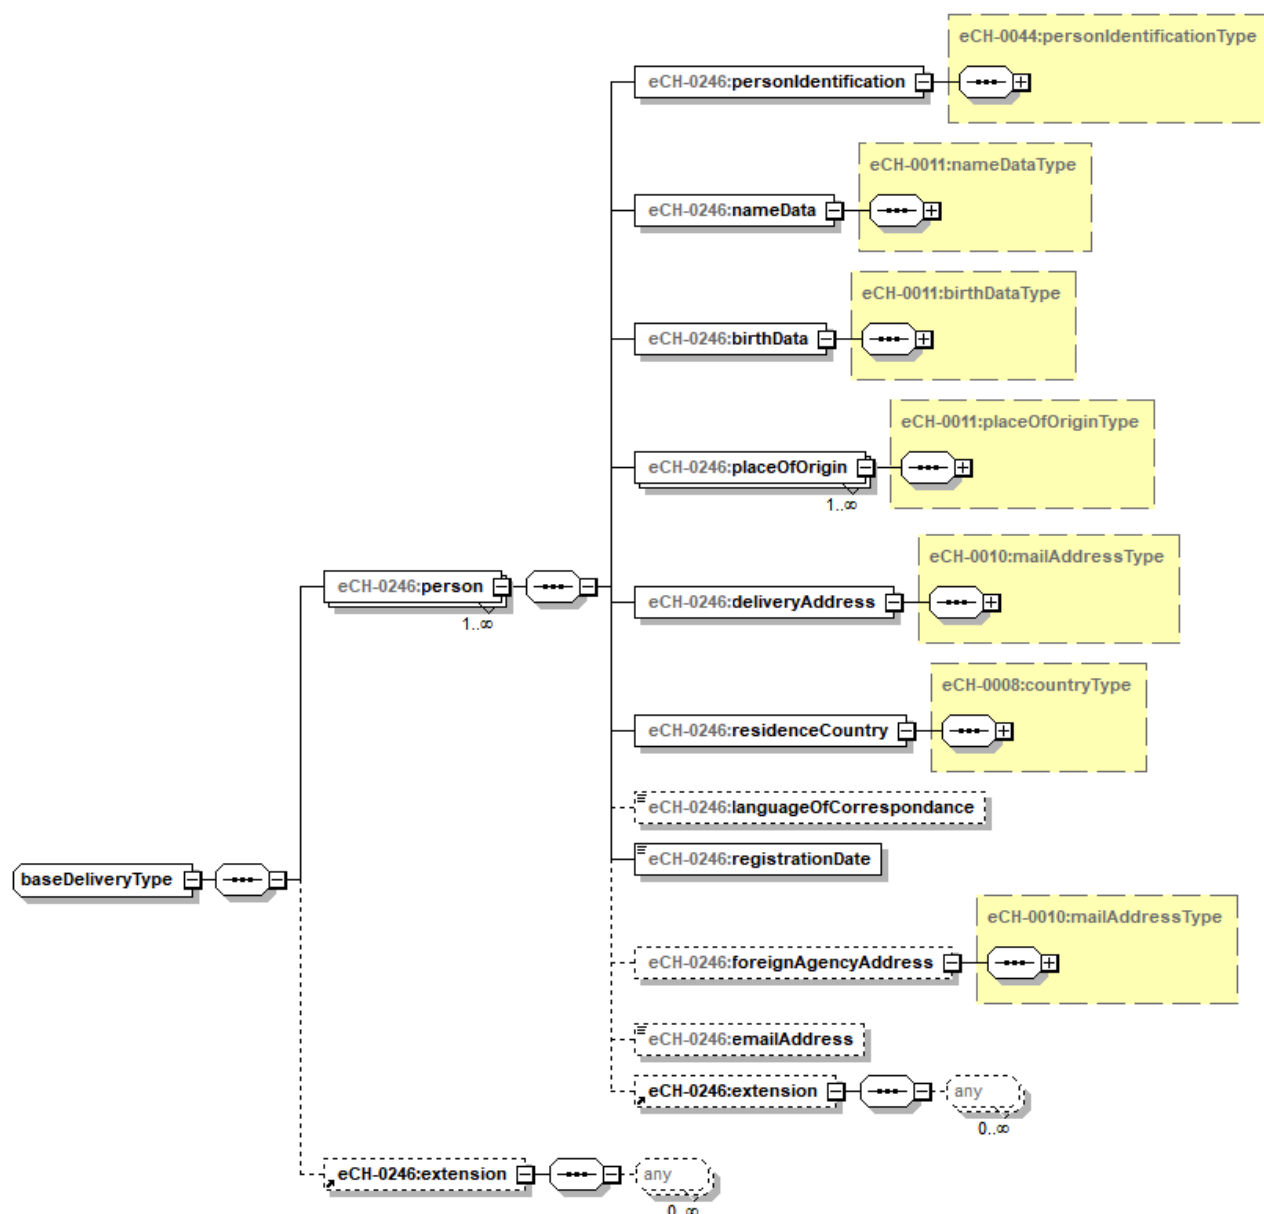 eCH-0044:personIdentificationType
eCH-0246:personIdentification
eCH-0011:nameDataType
eCH-0246:nameData
eCH-0011:birthDataType
eCH-0246:birthData
eCH-0011:placeOfOriginType
eCH-0246:placeOfOrigin
1..∞
eCH-0010:mailAddressType
eCH-0246:person
1..∞
eCH-0246:deliveryAddress
eCH-0008:countryType
eCH-0246:residenceCountry
eCH-0246:languageOfCorrespondance
eCH-0246:registrationDate
baseDeliveryType
eCH-0010:mailAddressType
eCH-0246:foreignAgencyAddress
eCH-0246:emailAddress
eCH-0246:extension
any
0..∞
eCH-0246:extension
any
0..∞